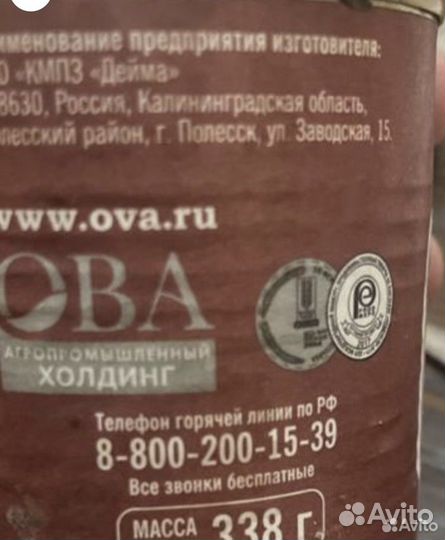 именование предприятия изготовителя:
О «КМПЗ «Дейма»
8630, Россия, Калининградская область,
лесский район, г. Полесск, ул. Заводская, 15.
www.ova.ru
ОВА
АГРОПРОМЫШЛЕННЫЙ
ХОЛДИНГ
Телефон горячей линии по РФ
8-800-200-15-39
Все звонки бесплатные
МАССА 338 г
Avito
Avito